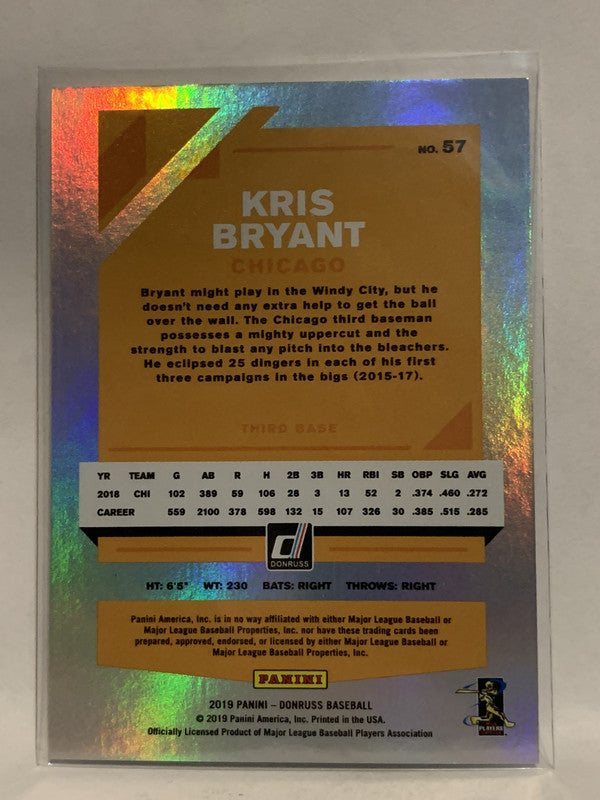 NO. 57
KRIS
BRYANT
CHICAGO
Bryant might play in the Windy City, but he
doesn't need any extra help to get the ball
over the wall. The Chicago third baseman
possesses a mighty uppercut and the
strength to blast any pitch into the bleachers.
He eclipsed 25 dingers in each of his first
three campaigns in the bigs (2015-17).
THIRD BASE
YR TEAM G AB R H 2B 3B HR RBI SB OBP SLG AVG
2018 CHI 102 389 59 106 28 3 13 52 2 .374 .460 .272
CAREER 559 2100 378 598 132 15 107 326 30 .385 .515 .285
DONRUSS
HT: 6'5" WT: 230 BATS: RIGHT THROWS: RIGHT
Panini America, Inc. is in no way affiliated with either Major League Baseball or
Major League Baseball Properties, Inc. nor have these trading cards been
prepared, approved, endorsed, or licensed by either Major League Baseball or
Major League Baseball Properties, Inc.
PANINI
2019 PANINI – DONRUSS BASEBALL
© 2019 Panini America, Inc. Printed in the USA.
Officially Licensed Product of Major League Baseball Players Association
PLAYERS